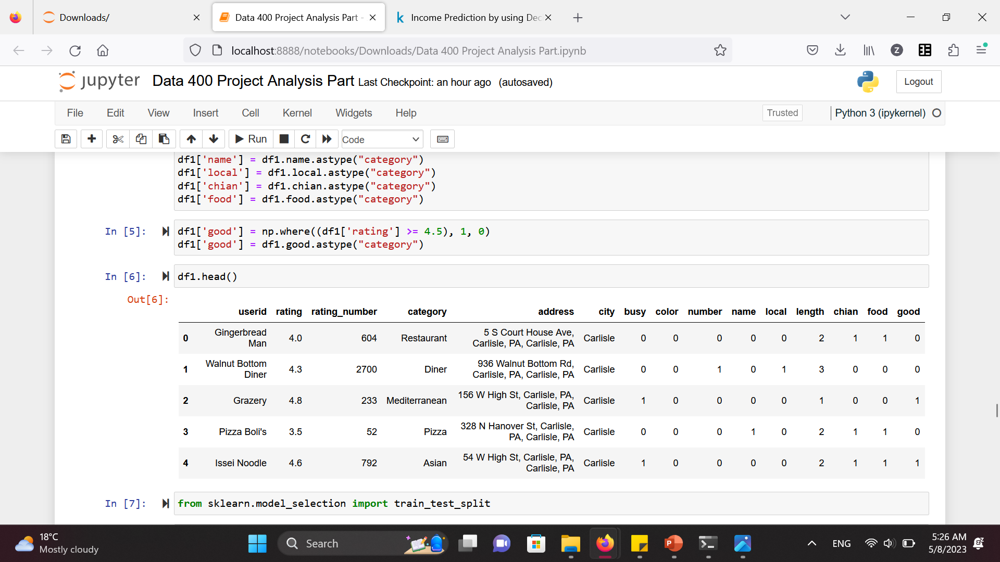 Downloads/
Data 400 Project Analysis Part -
Income Prediction by using Dec
localhost:8888/notebooks/Downloads/Data 400 Project Analysis Part.ipynb
jupyter Data 400 Project Analysis Part Last Checkpoint: an hour ago (autosaved)
Logout
File Edit View Insert Cell Kernel Widgets Help
Trusted
Python 3 (ipykernel)
Run
Code
df1['name'] = df1.name.astype("category")
df1['local'] = df1.local.astype("category")
df1['chian'] = df1.chian.astype("category")
df1['food'] = df1.food.astype("category")
In [5]: df1['good'] = np.where((df1['rating'] >= 4.5), 1, 0)
df1['good'] = df1.good.astype("category")
In [6]: df1.head()
Out[6]:
userid rating rating_number category address city busy color number name local length chian food good
0 Gingerbread Man 4.0 604 Restaurant 5 S Court House Ave, Carlisle, PA, Carlisle, PA Carlisle 0 0 0 0 0 2 1 1 0
1 Walnut Bottom Diner 4.3 2700 Diner 936 Walnut Bottom Rd, Carlisle, PA, Carlisle, PA Carlisle 0 0 1 0 1 3 0 0 0
2 Grazery 4.8 233 Mediterranean 156 W High St, Carlisle, PA, Carlisle, PA Carlisle 1 0 0 0 0 1 0 0 1
3 Pizza Boli's 3.5 52 Pizza 328 N Hanover St, Carlisle, PA, Carlisle, PA Carlisle 0 0 0 1 0 2 1 1 0
4 Issei Noodle 4.6 792 Asian 54 W High St, Carlisle, PA, Carlisle, PA Carlisle 1 0 0 0 0 2 1 1 1
In [7]: from sklearn.model_selection import train_test_split
18°C
Mostly cloudy
Search
ENG
5:26 AM
5/8/2023